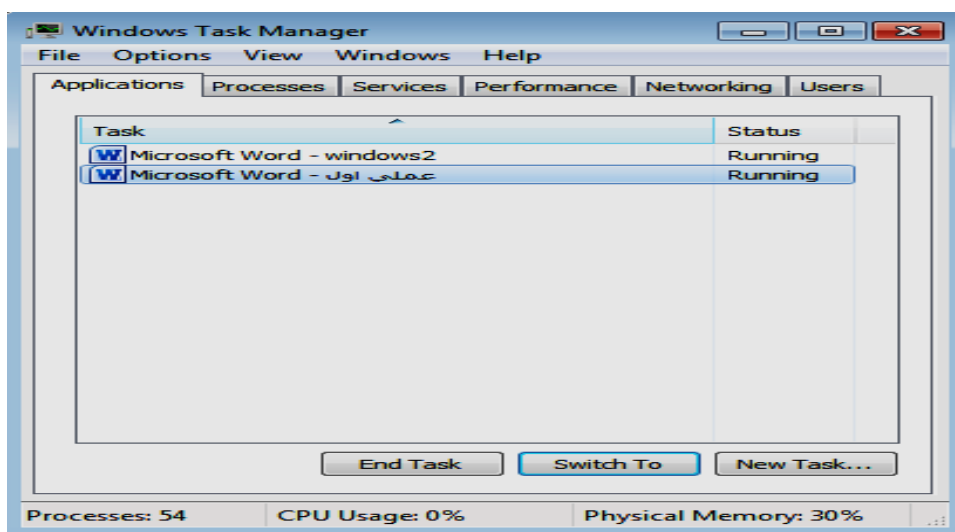 Windows Task Manager
File Options View Windows Help
Applications Processes Services Performance Networking Users
Task Status
Microsoft Word - windows2 Running
Microsoft Word - عملي اول Running
End Task Switch To New Task...
Processes: 54 CPU Usage: 0% Physical Memory: 30%